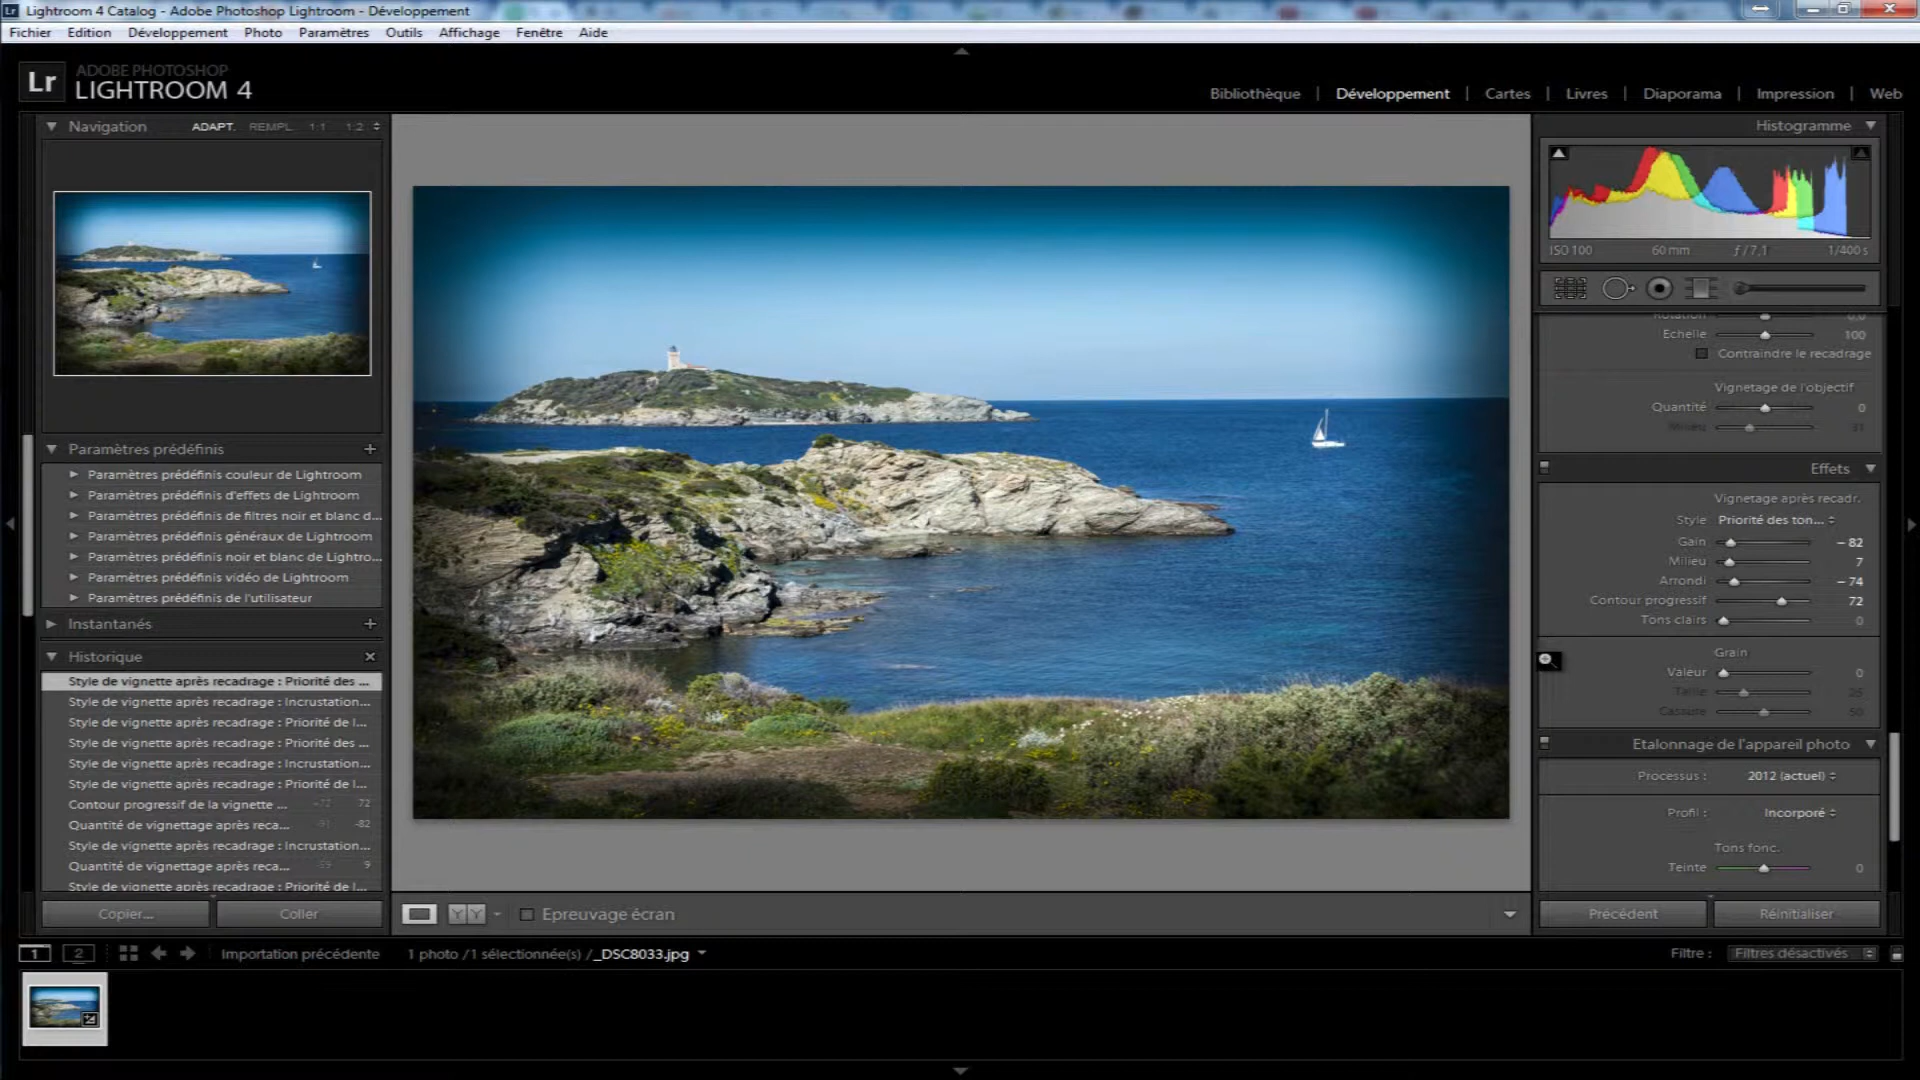 Lightroom 4 Catalog - Adobe Photoshop Lightroom - Développement
Fichier Edition Développement Photo Paramètres Outils Affichage Fenêtre Aide
Lr ADOBE PHOTOSHOP
LIGHTROOM 4
Bibliothèque | Développement | Cartes | Livres | Diaporama | Impression | Web
Navigation ADAPT. REMPL. 1:1 1:2
Paramètres prédéfinis +
Paramètres prédéfinis couleur de Lightroom
Paramètres prédéfinis d'effets de Lightroom
Paramètres prédéfinis de filtres noir et blanc d...
Paramètres prédéfinis généraux de Lightroom
Paramètres prédéfinis noir et blanc de Lightro...
Paramètres prédéfinis vidéo de Lightroom
Paramètres prédéfinis de l'utilisateur
Instantanés +
Historique ×
Style de vignette après recadrage : Priorité des ...
Style de vignette après recadrage : Incrustation...
Style de vignette après recadrage : Priorité de l...
Style de vignette après recadrage : Priorité des ...
Style de vignette après recadrage : Incrustation...
Style de vignette après recadrage : Priorité de l...
Contour progressif de la vignette ... 72
Quantité de vignettage après reca... -82
Style de vignette après recadrage : Incrustation...
Quantité de vignettage après reca... 9
Style de vignette après recadrage : Priorité de l...
Copier... Coller
Epreuvage écran
Histogramme
ISO 100 60 mm ƒ / 7,1 1/400 s
Rotation 0,0
Echelle 100
Contraindre le recadrage
Vignetage de l'objectif
Quantité 0
Milieu 31
Effets
Vignetage après recadr.
Style Priorité des ton...
Gain - 82
Milieu 7
Arrondi - 74
Contour progressif 72
Tons clairs 0
Grain
Valeur 0
Taille 25
Cassure 50
Etalonnage de l'appareil photo
Processus : 2012 (actuel)
Profil : Incorporé
Tons fonc.
Teinte 0
Précédent Réinitialiser
1 2 Importation précédente 1 photo /1 sélectionnée(s) /_DSC8033.jpg Filtre : Filtres désactivés